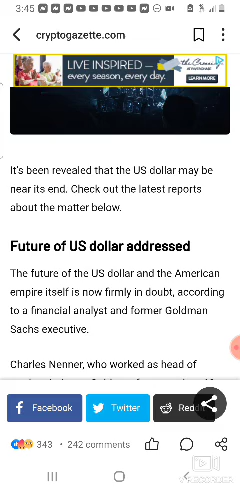 3:45
cryptogazette.com
LIVE INSPIRED —
every season, every day.
LEARN MORE
It's been revealed that the US dollar may be
near its end. Check out the latest reports
about the matter below.
Future of US dollar addressed
The future of the US dollar and the American
empire itself is now firmly in doubt, according
to a financial analyst and former Goldman
Sachs executive.
Charles Nenner, who worked as head of
Facebook
Twitter
343 • 242 comments